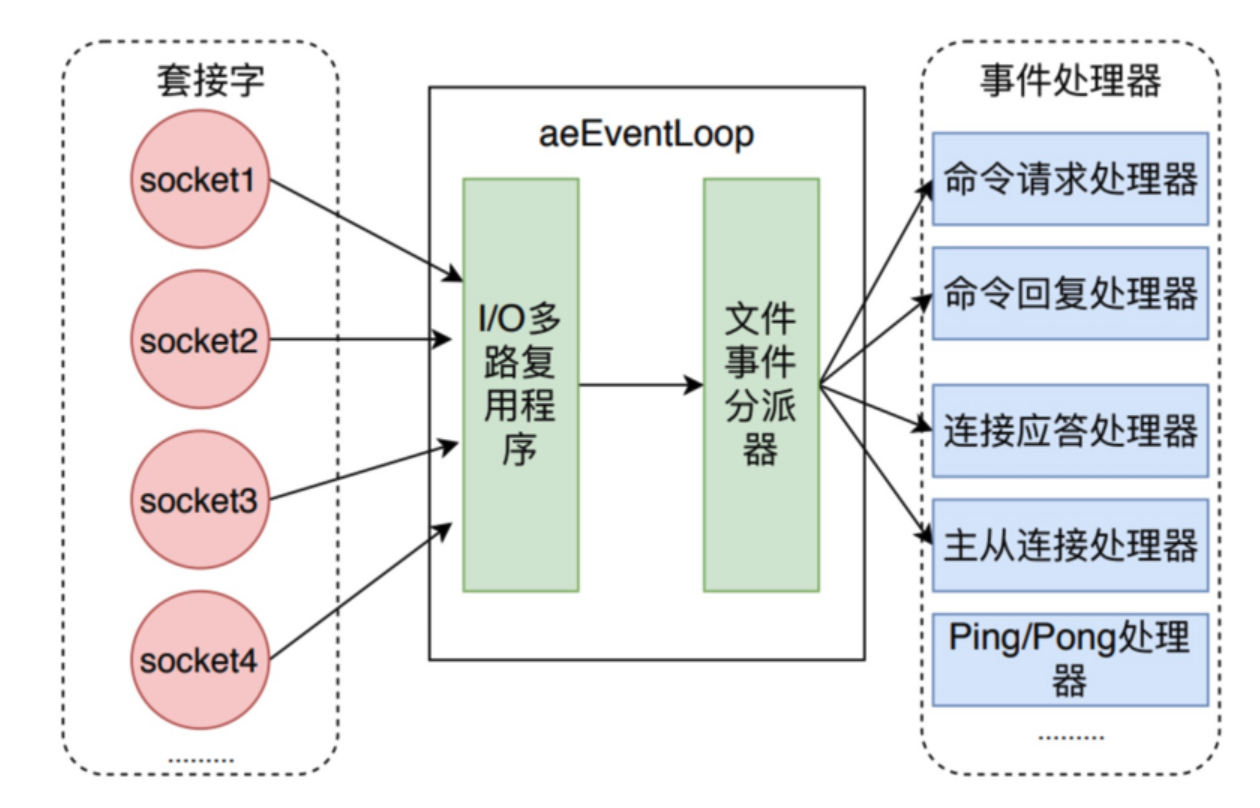 套接字
socket1
socket2
socket3
socket4
.........
aeEventLoop
I/O多
路复
用程
序
文件
事件
分派
器
事件处理器
命令请求处理器
命令回复处理器
连接应答处理器
主从连接处理器
Ping/Pong处理
器
.........